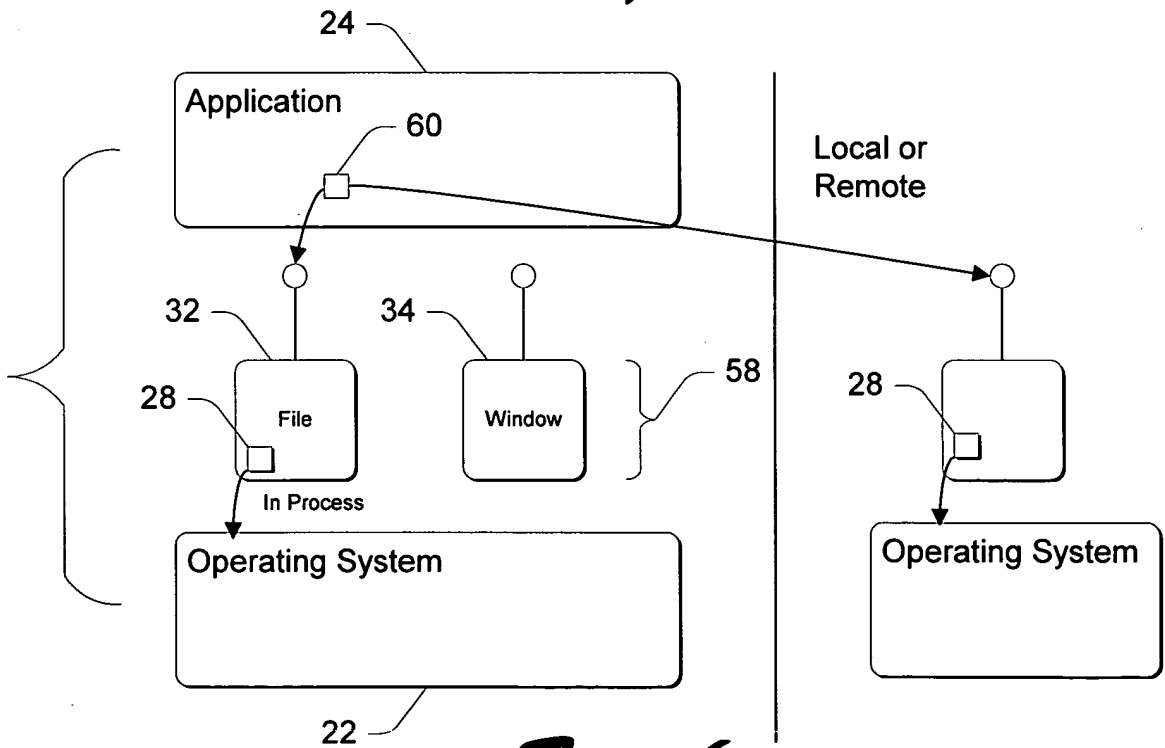 24
Application
60
Local or
Remote
32
34
58
28
File
Window
28
In Process
Operating System
Operating System
22